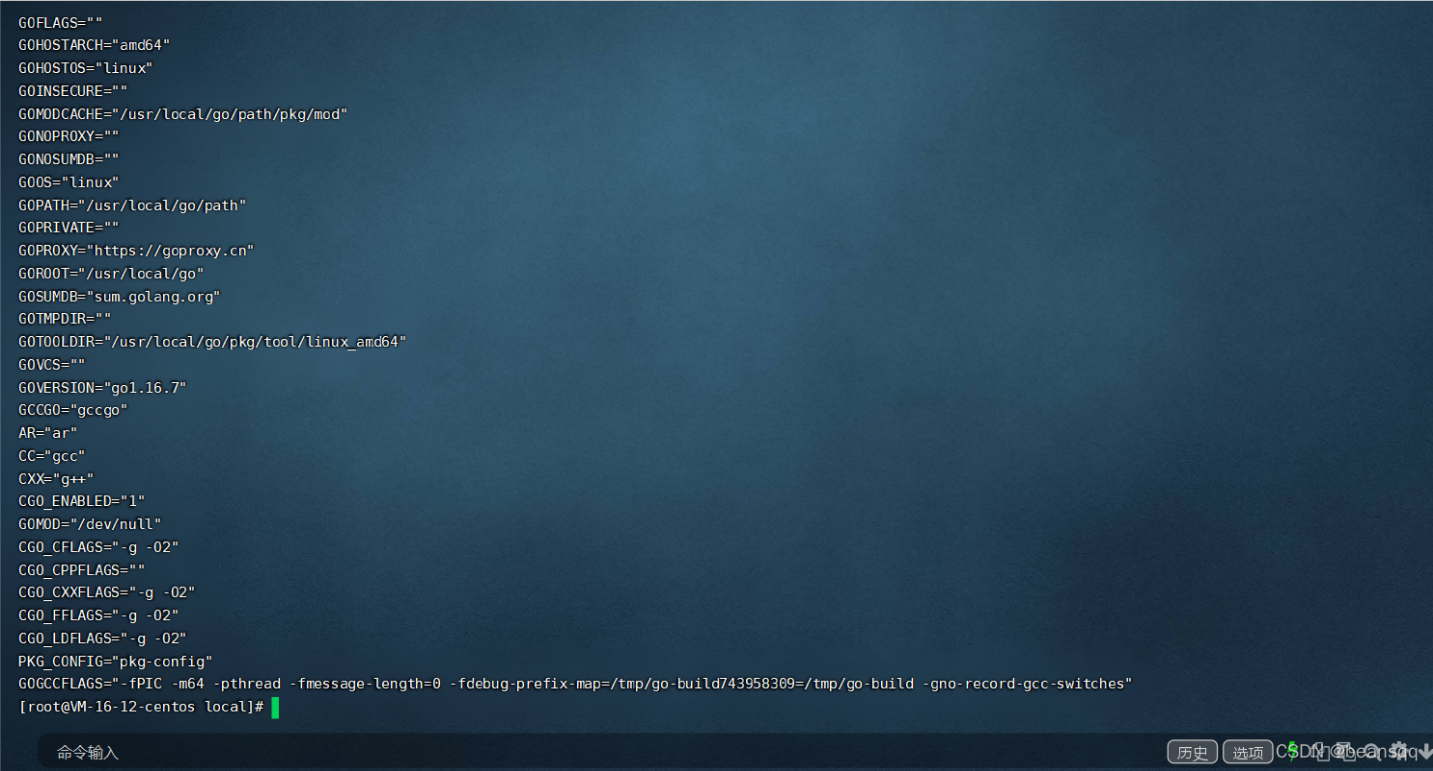 GOFLAGS=""
GOHOSTARCH="amd64"
GOHOSTOS="linux"
GOINSECURE=""
GOMODCACHE="/usr/local/go/path/pkg/mod"
GONOPROXY=""
GONOSUMDB=""
GOOS="linux"
GOPATH="/usr/local/go/path"
GOPRIVATE=""
GOPROXY="https://goproxy.cn"
GOROOT="/usr/local/go"
GOSUMDB="sum.golang.org"
GOTMPDIR=""
GOTOOLDIR="/usr/local/go/pkg/tool/linux_amd64"
GOVCS=""
GOVERSION="go1.16.7"
GCCGO="gccgo"
AR="ar"
CC="gcc"
CXX="g++"
CGO_ENABLED="1"
GOMOD="/dev/null"
CGO_CFLAGS="-g -O2"
CGO_CPPFLAGS=""
CGO_CXXFLAGS="-g -O2"
CGO_FFLAGS="-g -O2"
CGO_LDFLAGS="-g -O2"
PKG_CONFIG="pkg-config"
GOGCCFLAGS="-fPIC -m64 -pthread -fmessage-length=0 -fdebug-prefix-map=/tmp/go-build743958309=/tmp/go-build -gno-record-gcc-switches"
[root@VM-16-12-centos local]#
命令输入 历史 选项 CSDN